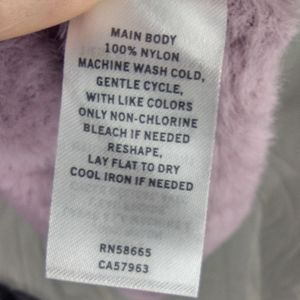 MAIN BODY
100% NYLON
MACHINE WASH COLD,
GENTLE CYCLE,
WITH LIKE COLORS
ONLY NON-CHLORINE
BLEACH IF NEEDED
RESHAPE,
LAY FLAT TO DRY
COOL IRON IF NEEDED
RN58665
CA57963